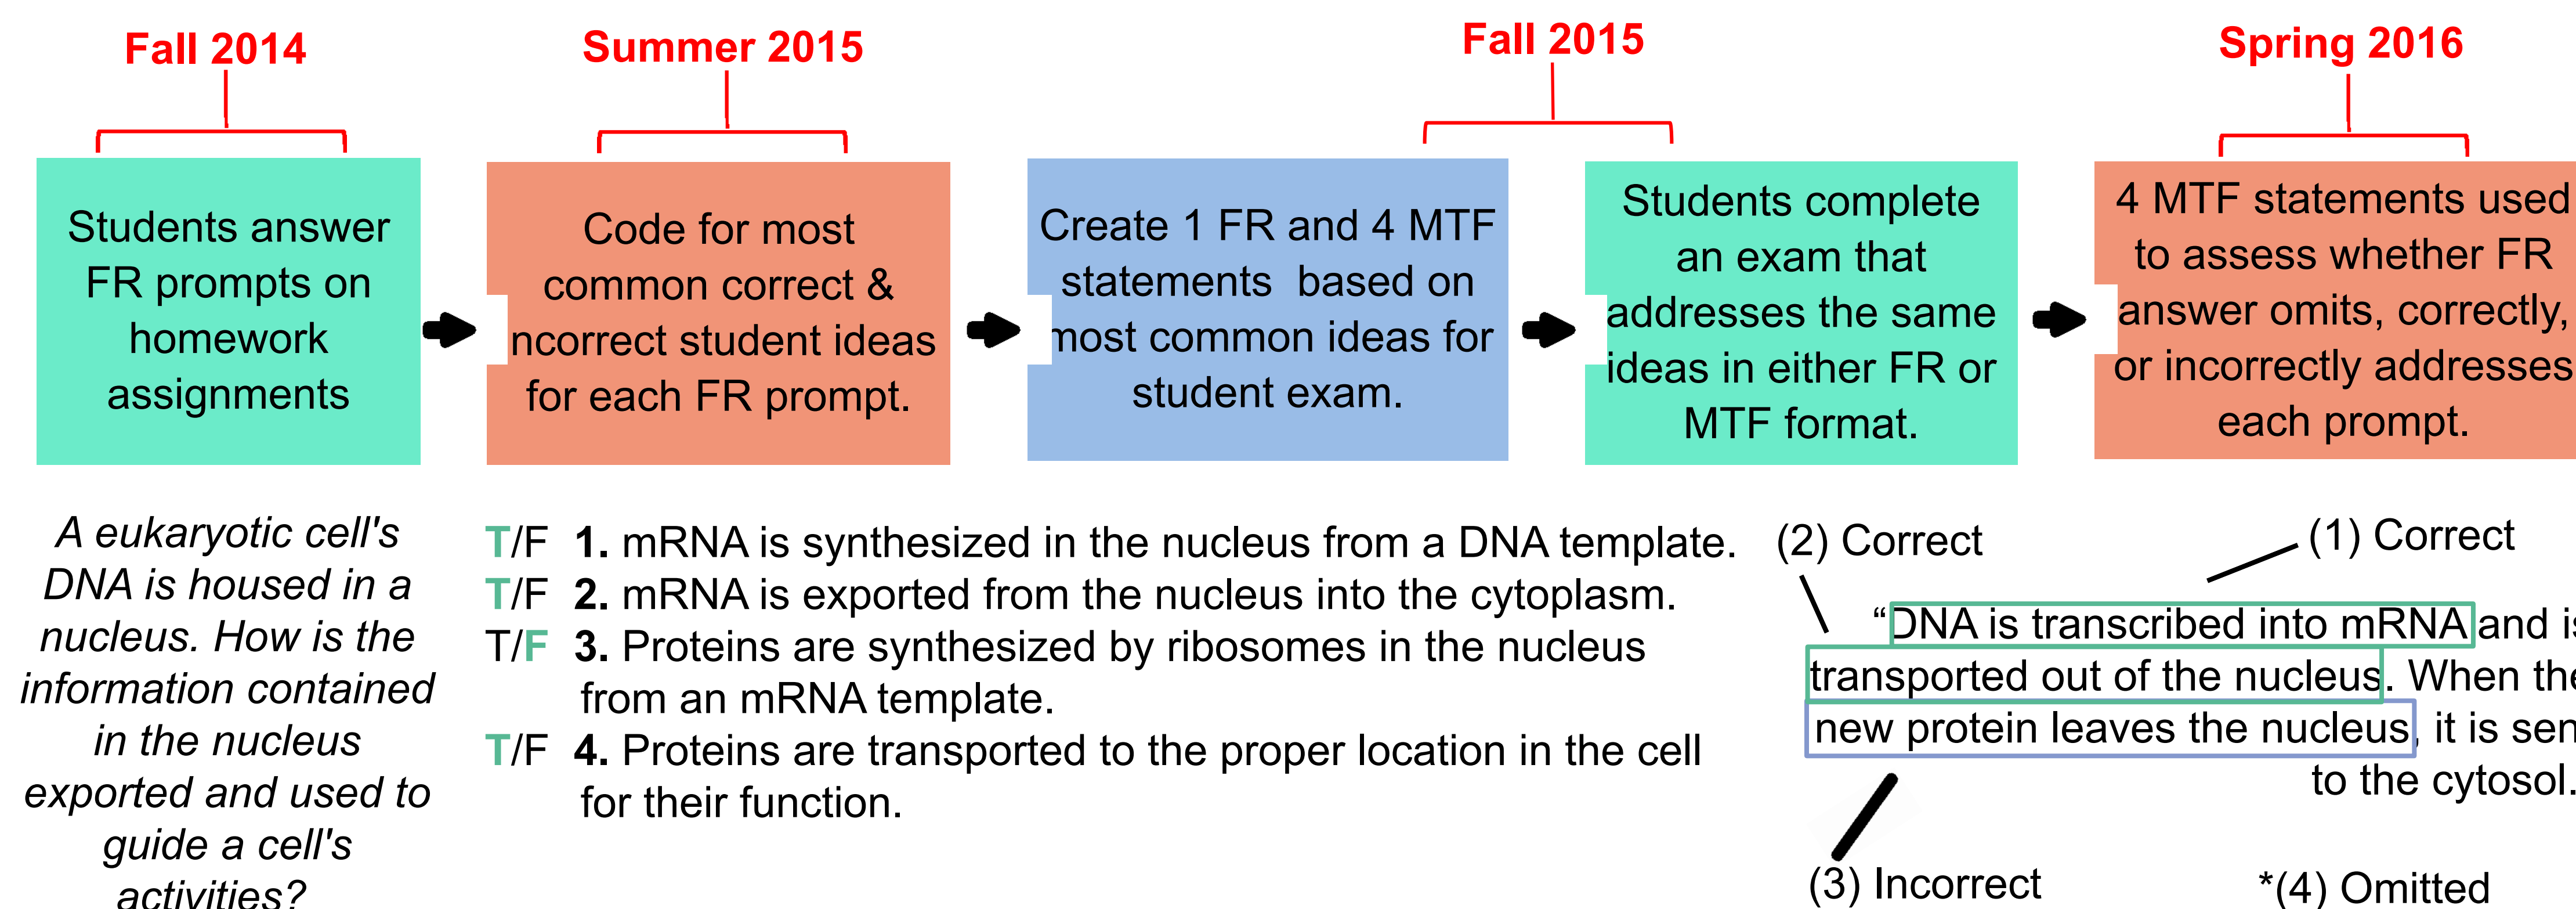 Fall 2014
Summer 2015
Fall 2015
Spring 2016
Students answer
FR prompts on
homework
assignments
Code for most
common correct &
ncorrect student ideas
for each FR prompt.
Create 1 FR and 4 MTF
statements based on
most common ideas for
student exam.
Students complete
an exam that
addresses the same
ideas in either FR or
MTF format.
4 MTF statements used
to assess whether FR
answer omits, correctly,
or incorrectly addresses
each prompt.
A eukaryotic cell's
DNA is housed in a
nucleus. How is the
information contained
in the nucleus
exported and used to
guide a cell's
activities?
T/F 1. mRNA is synthesized in the nucleus from a DNA template.
T/F 2. mRNA is exported from the nucleus into the cytoplasm.
T/F 3. Proteins are synthesized by ribosomes in the nucleus
from an mRNA template.
T/F 4. Proteins are transported to the proper location in the cell
for their function.
(2) Correct
(1) Correct
“DNA is transcribed into mRNA and is
transported out of the nucleus. When the
new protein leaves the nucleus, it is sen
to the cytosol.
(3) Incorrect
*(4) Omitted